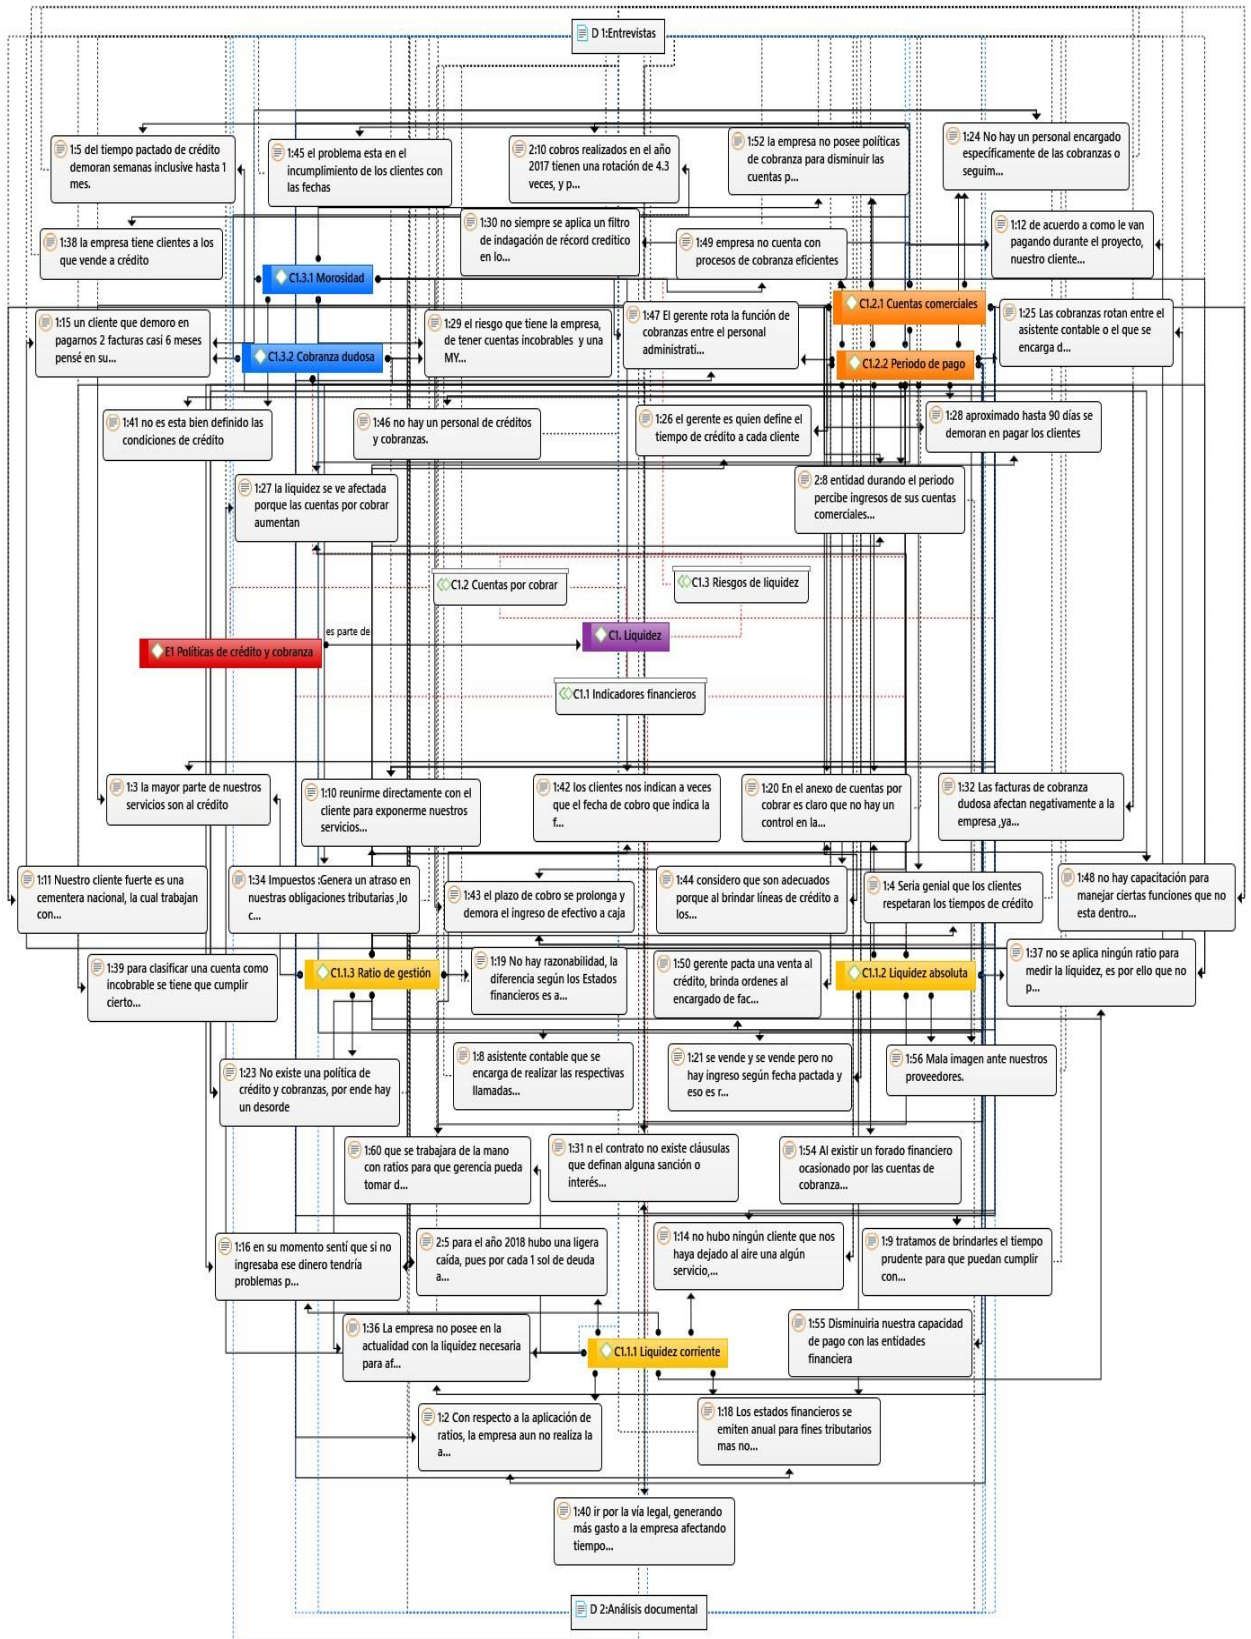 D 1:Entrevistas
1:5 del tiempo pactado de crédito
demoran semanas inclusive hasta 1
mes.
1:45 el problema esta en el
incumplimiento de los clientes con
las fechas
2:10 cobros realizados en el año
2017 tienen una rotación de 4.3
veces, y p...
1:52 la empresa no posee políticas
de cobranza para disminuir las
cuentas p...
1:24 No hay un personal encargado
específicamente de las cobranzas o
seguim...
1:38 la empresa tiene clientes a los
que vende a crédito
1:30 no siempre se aplica un filtro
de indagación de récord crediticio
en lo...
1:49 empresa no cuenta con
procesos de cobranza eficientes
1:12 de acuerdo a como le van
pagando durante el proyecto,
nuestro cliente...
C1.3.1 Morosidad
C1.2.1 Cuentas comerciales
1:15 un cliente que demoro en
pagarnos 2 facturas casi 6 meses
pensé en su...
1:29 el riesgo que tiene la empresa,
de tener cuentas incobrables y una
MY...
1:47 El gerente rota la función de
cobranzas entre el personal
administrati...
1:25 Las cobranzas rotan entre el
asistente contable o el que se
encarga d...
C1.3.2 Cobranza dudosa
C1.2.2 Periodo de pago
1:41 no es esta bien definido las
condiciones de crédito
1:46 no hay un personal de créditos
y cobranzas.
1:26 el gerente es quien define el
tiempo de crédito a cada cliente
1:28 aproximado hasta 90 días se
demoran en pagar los clientes
1:27 la liquidez se ve afectada
porque las cuentas por cobrar
aumentan
2:8 entidad durando el periodo
percibe ingresos de sus cuentas
comerciales...
C1.2 Cuentas por cobrar
C1.3 Riesgos de liquidez
es parte de
E1 Políticas de crédito y cobranza
C1. Liquidez
C1.1 Indicadores financieros
1:3 la mayor parte de nuestros
servicios son al crédito
1:10 reunirme directamente con el
cliente para exponerme nuestros
servicios...
1:42 los clientes nos indican a veces
que el fecha de cobro que indica la
f...
1:20 En el anexo de cuentas por
cobrar es claro que no hay un
control en la...
1:32 Las facturas de cobranza
dudosa afectan negativamente a la
empresa ,ya...
1:11 Nuestro cliente fuerte es una
cementera nacional, la cual trabajan
con...
1:34 Impuestos :Genera un atraso en
nuestras obligaciones tributarias ,lo
c...
1:43 el plazo de cobro se prolonga y
demora el ingreso de efectivo a caja
1:44 considero que son adecuados
porque al brindar líneas de crédito a
los...
1:4 Seria genial que los clientes
respetaran los tiempos de crédito
1:48 no hay capacitación para
manejar ciertas funciones que no
esta dentro...
1:39 para clasificar una cuenta como
incobrable se tiene que cumplir
cierto...
C1.1.3 Ratio de gestión
1:19 No hay razonabilidad, la
diferencia según los Estados
financieros es a...
1:50 gerente pacta una venta al
crédito, brinda ordenes al
encargado de fac...
C1.1.2 Liquidez absoluta
1:37 no se aplica ningún ratio para
medir la liquidez, es por ello que no
p...
1:23 No existe una política de
crédito y cobranzas, por ende hay
un desorde
1:8 asistente contable que se
encarga de realizar las respectivas
llamadas...
1:21 se vende y se vende pero no
hay ingreso según fecha pactada y
eso es r...
1:56 Mala imagen ante nuestros
proveedores.
1:60 que se trabajara de la mano
con ratios para que gerencia pueda
tomar d...
1:31 n el contrato no existe cláusulas
que definan alguna sanción o
interés...
1:54 Al existir un forado financiero
ocasionado por las cuentas de
cobranza...
1:16 en su momento sentí que si no
ingresaba ese dinero tendría
problemas p...
2:5 para el año 2018 hubo una ligera
caída, pues por cada 1 sol de deuda
a...
1:14 no hubo ningún cliente que nos
haya dejado al aire una algún
servicio,...
1:9 tratamos de brindarles el tiempo
prudente para que puedan cumplir
con...
1:36 La empresa no posee en la
actualidad con la liquidez necesaria
para af...
C1.1.1 Liquidez corriente
1:55 Disminuiria nuestra capacidad
de pago con las entidades
financiera
1:2 Con respecto a la aplicación de
ratios, la empresa aun no realiza la
a...
1:18 Los estados financieros se
emiten anual para fines tributarios
mas no...
1:40 ir por la vía legal, generando
más gasto a la empresa afectando
tiempo...
D 2:Análisis documental